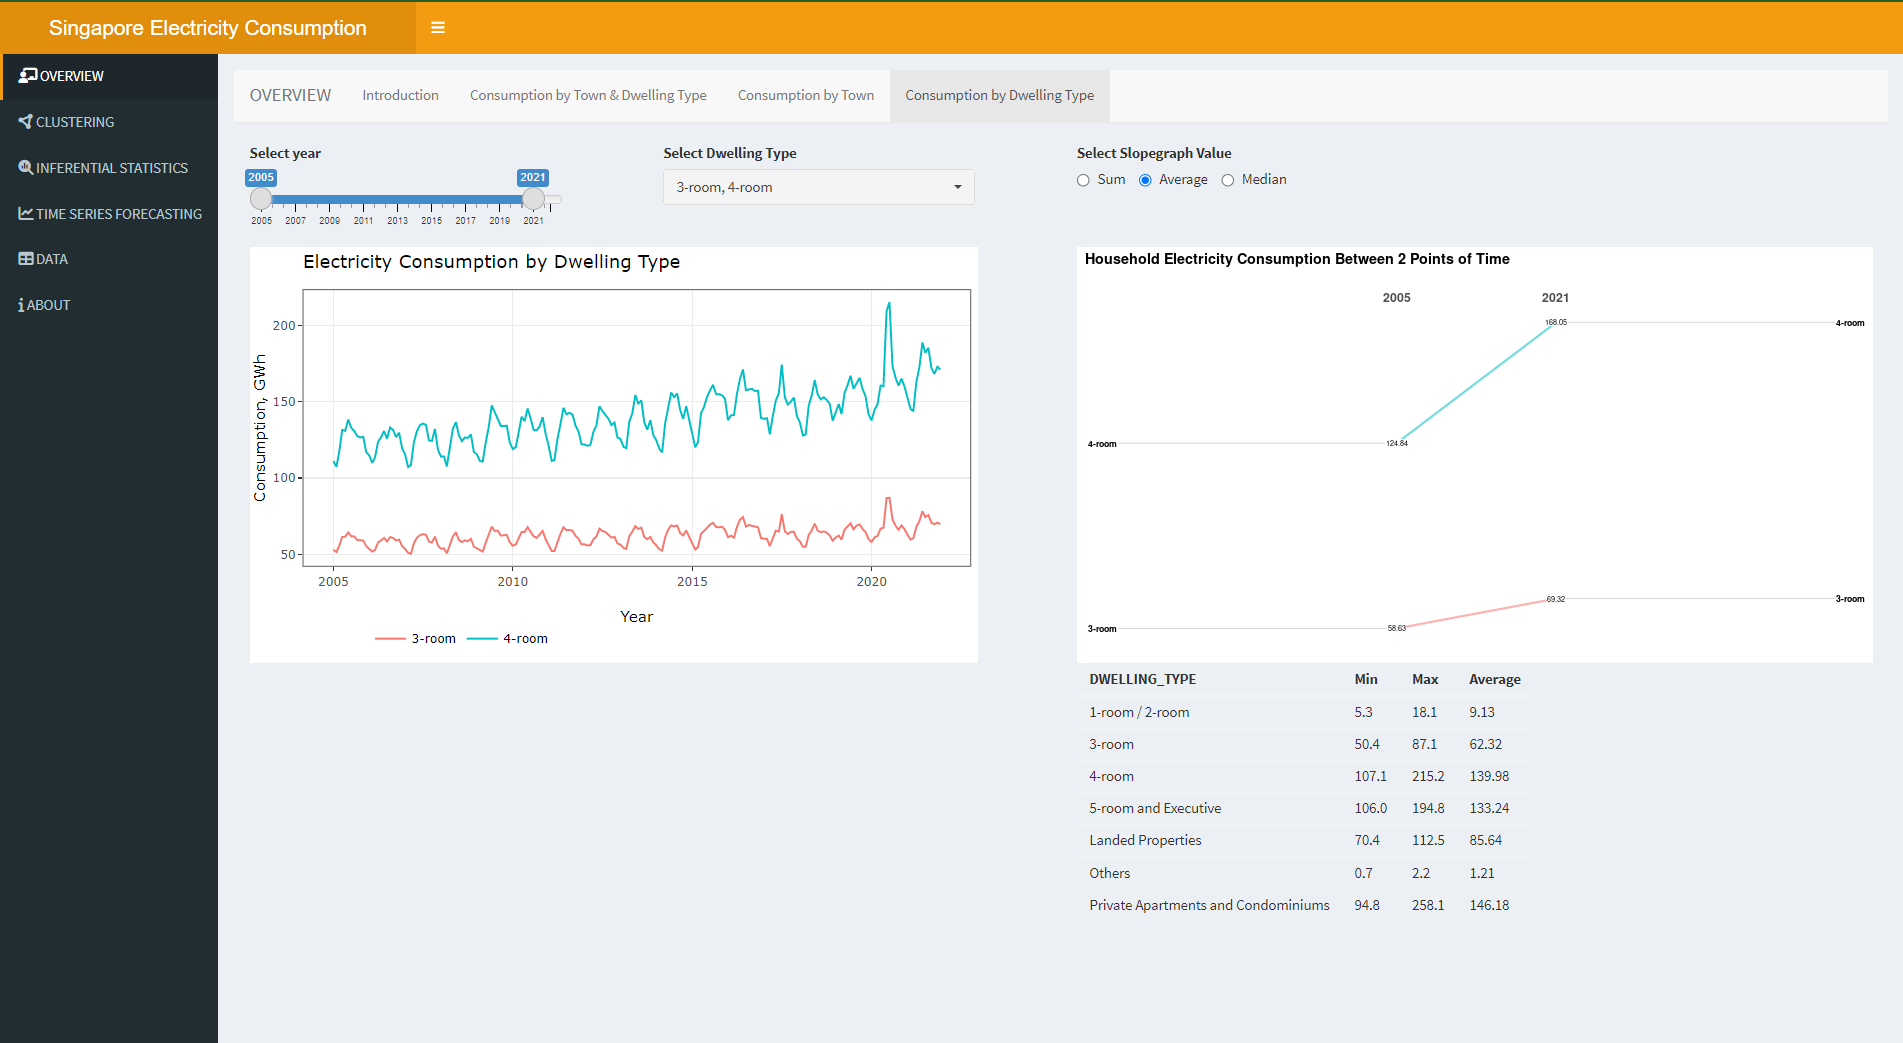 Singapore Electricity Consumption
OVERVIEW
CLUSTERING
INFERENTIAL STATISTICS
TIME SERIES FORECASTING
DATA
ABOUT
OVERVIEW Introduction Consumption by Town & Dwelling Type Consumption by Town Consumption by Dwelling Type
Select year
2005 2021
2005 2007 2009 2011 2013 2015 2017 2019 2021
Select Dwelling Type
3-room, 4-room
Select Slopegraph Value
Sum Average Median
Electricity Consumption by Dwelling Type
Consumption, GWh
200
150
100
50
2005 2010 2015 2020
Year
3-room 4-room
Household Electricity Consumption Between 2 Points of Time
2005 2021
168.05 4-room
4-room 124.84
69.32 3-room
3-room 58.63
DWELLING_TYPE Min Max Average
1-room / 2-room 5.3 18.1 9.13
3-room 50.4 87.1 62.32
4-room 107.1 215.2 139.98
5-room and Executive 106.0 194.8 133.24
Landed Properties 70.4 112.5 85.64
Others 0.7 2.2 1.21
Private Apartments and Condominiums 94.8 258.1 146.18